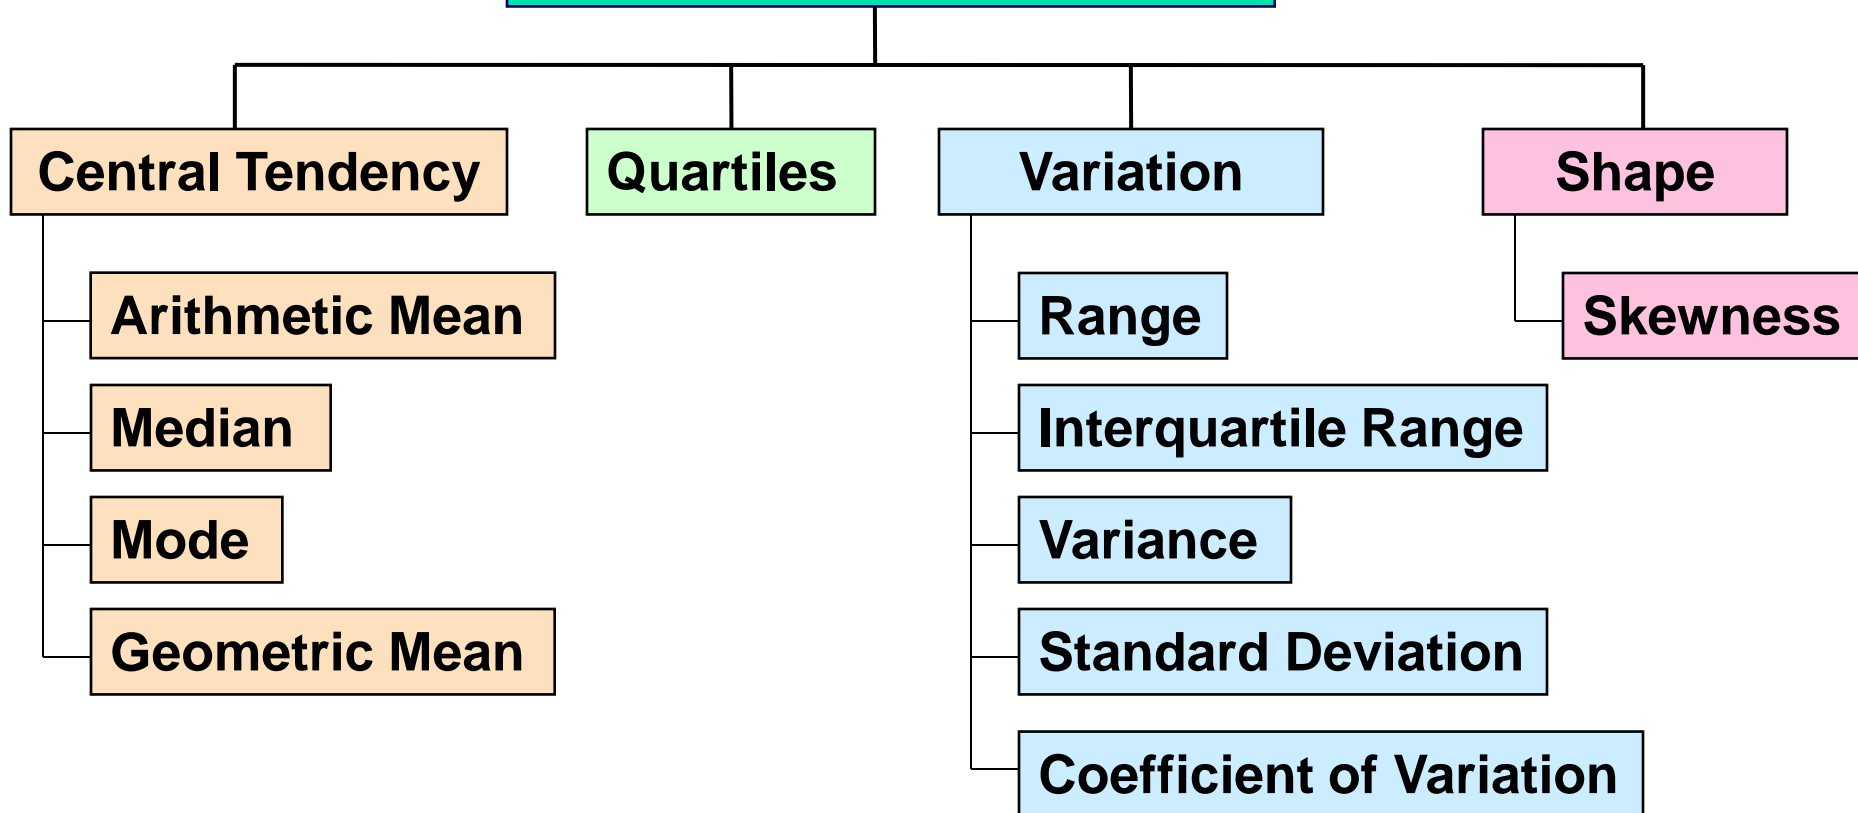 Central Tendency
Quartiles
Variation
Shape
Arithmetic Mean
Median
Mode
Geometric Mean
Range
Interquartile Range
Variance
Standard Deviation
Coefficient of Variation
Skewness